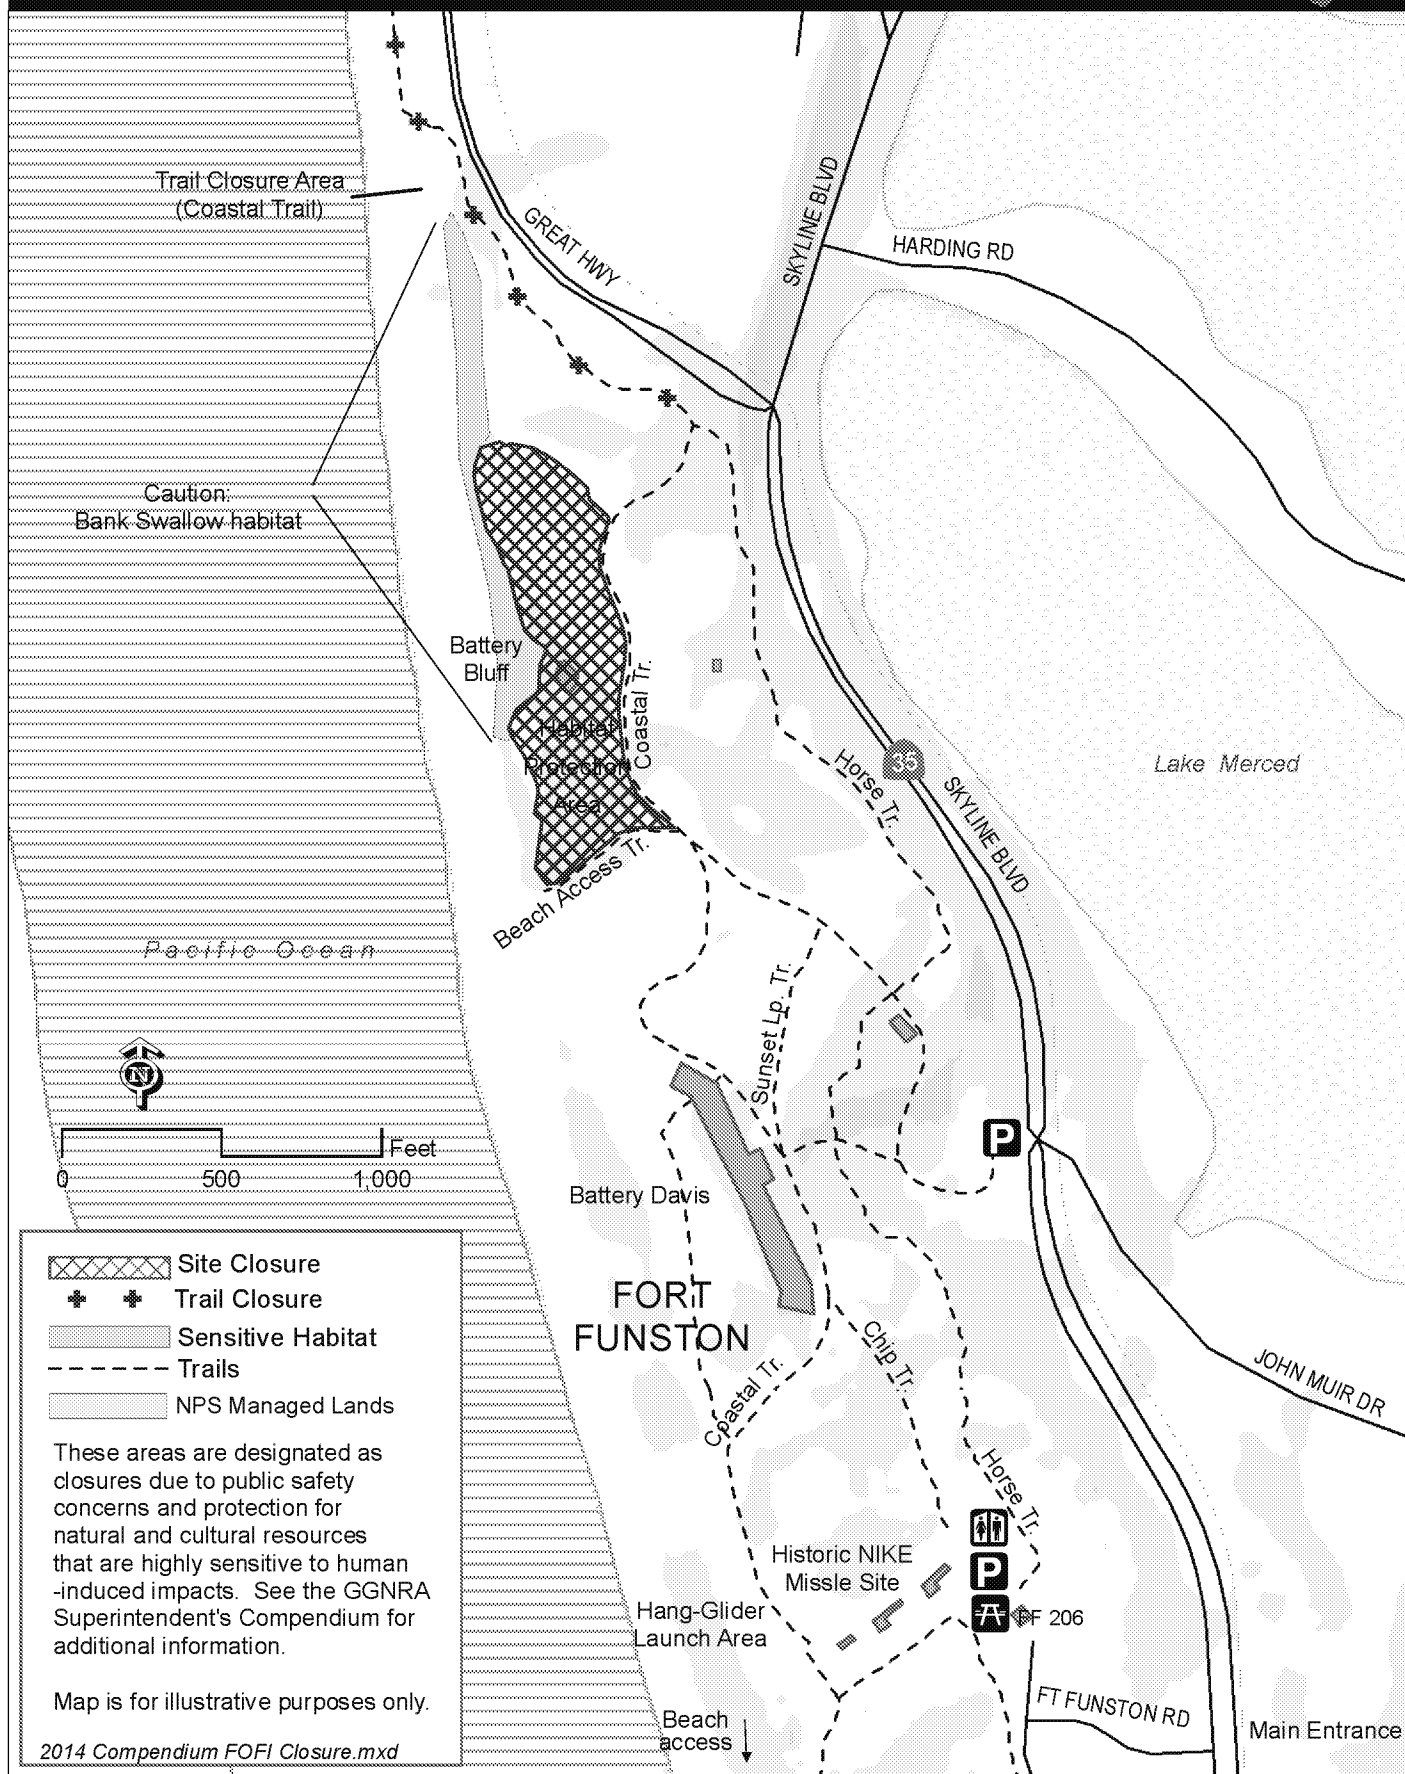 Trail Closure Area
(Coastal Trail)
GREAT HWY
SKYLINE BLVD
HARDING RD
Caution:
Bank Swallow habitat
Battery
Bluff
Habitat
Protection
Area
Coastal Tr.
Horse Tr.
35
SKYLINE BLVD
Lake Merced
Beach Access Tr.
Pacific Ocean
Sunset Lp. Tr.
N
Feet
0 500 1,000
P
Battery Davis
FORT
FUNSTON
Chip Tr.
Coastal Tr.
JOHN MUIR DR
Horse Tr.
Historic NIKE
Missle Site
P
Hang-Glider
Launch Area
FF 206
FT FUNSTON RD
Main Entrance
Beach
access
Site Closure
Trail Closure
Sensitive Habitat
Trails
NPS Managed Lands
These areas are designated as
closures due to public safety
concerns and protection for
natural and cultural resources
that are highly sensitive to human
-induced impacts. See the GGNRA
Superintendent's Compendium for
additional information.
Map is for illustrative purposes only.
2014 Compendium FOFI Closure.mxd